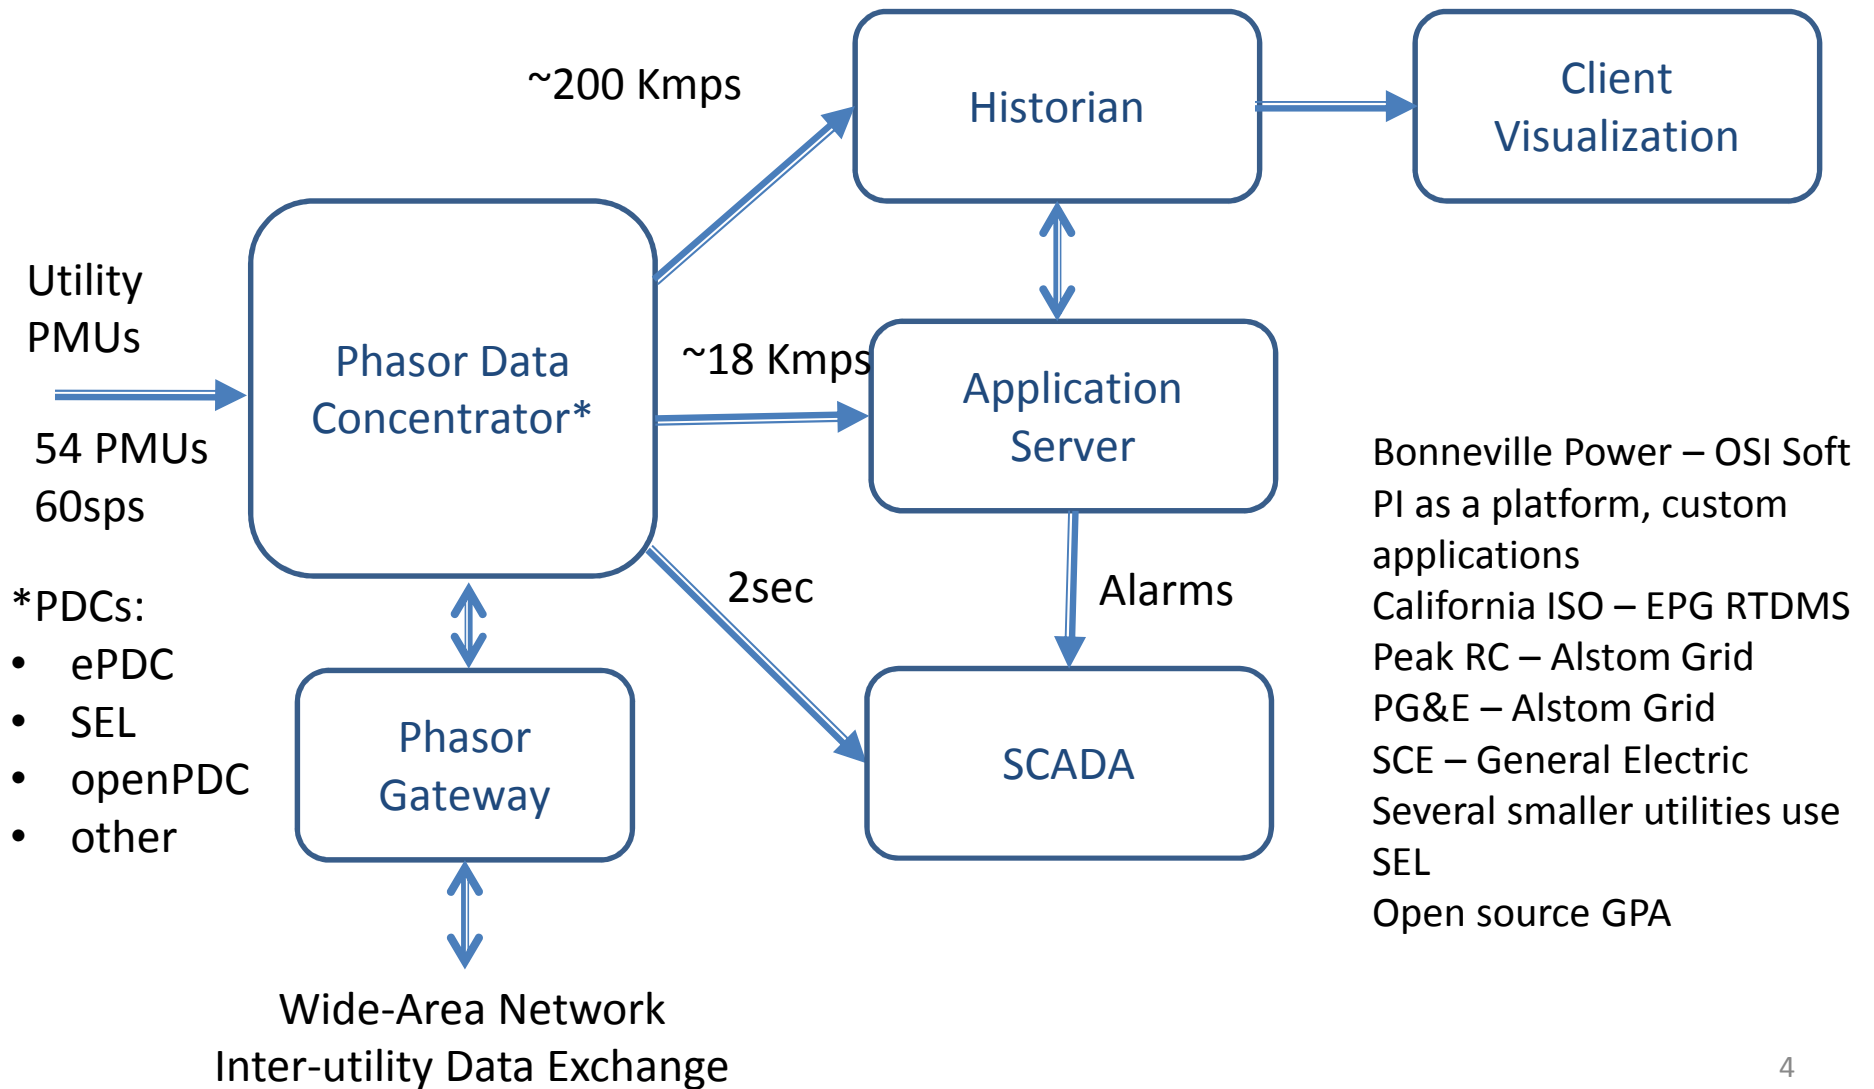 ~200 Kmps
Historian
Client
Visualization
Utility
PMUs
54 PMUs
60sps
Phasor Data
Concentrator*
~18 Kmps
Application
Server
2sec
Alarms
*PDCs:
• ePDC
• SEL
• openPDC
• other
Phasor
Gateway
SCADA
Wide-Area Network
Inter-utility Data Exchange
Bonneville Power – OSI Soft
PI as a platform, custom
applications
California ISO – EPG RTDMS
Peak RC – Alstom Grid
PG&E – Alstom Grid
SCE – General Electric
Several smaller utilities use
SEL
Open source GPA
4